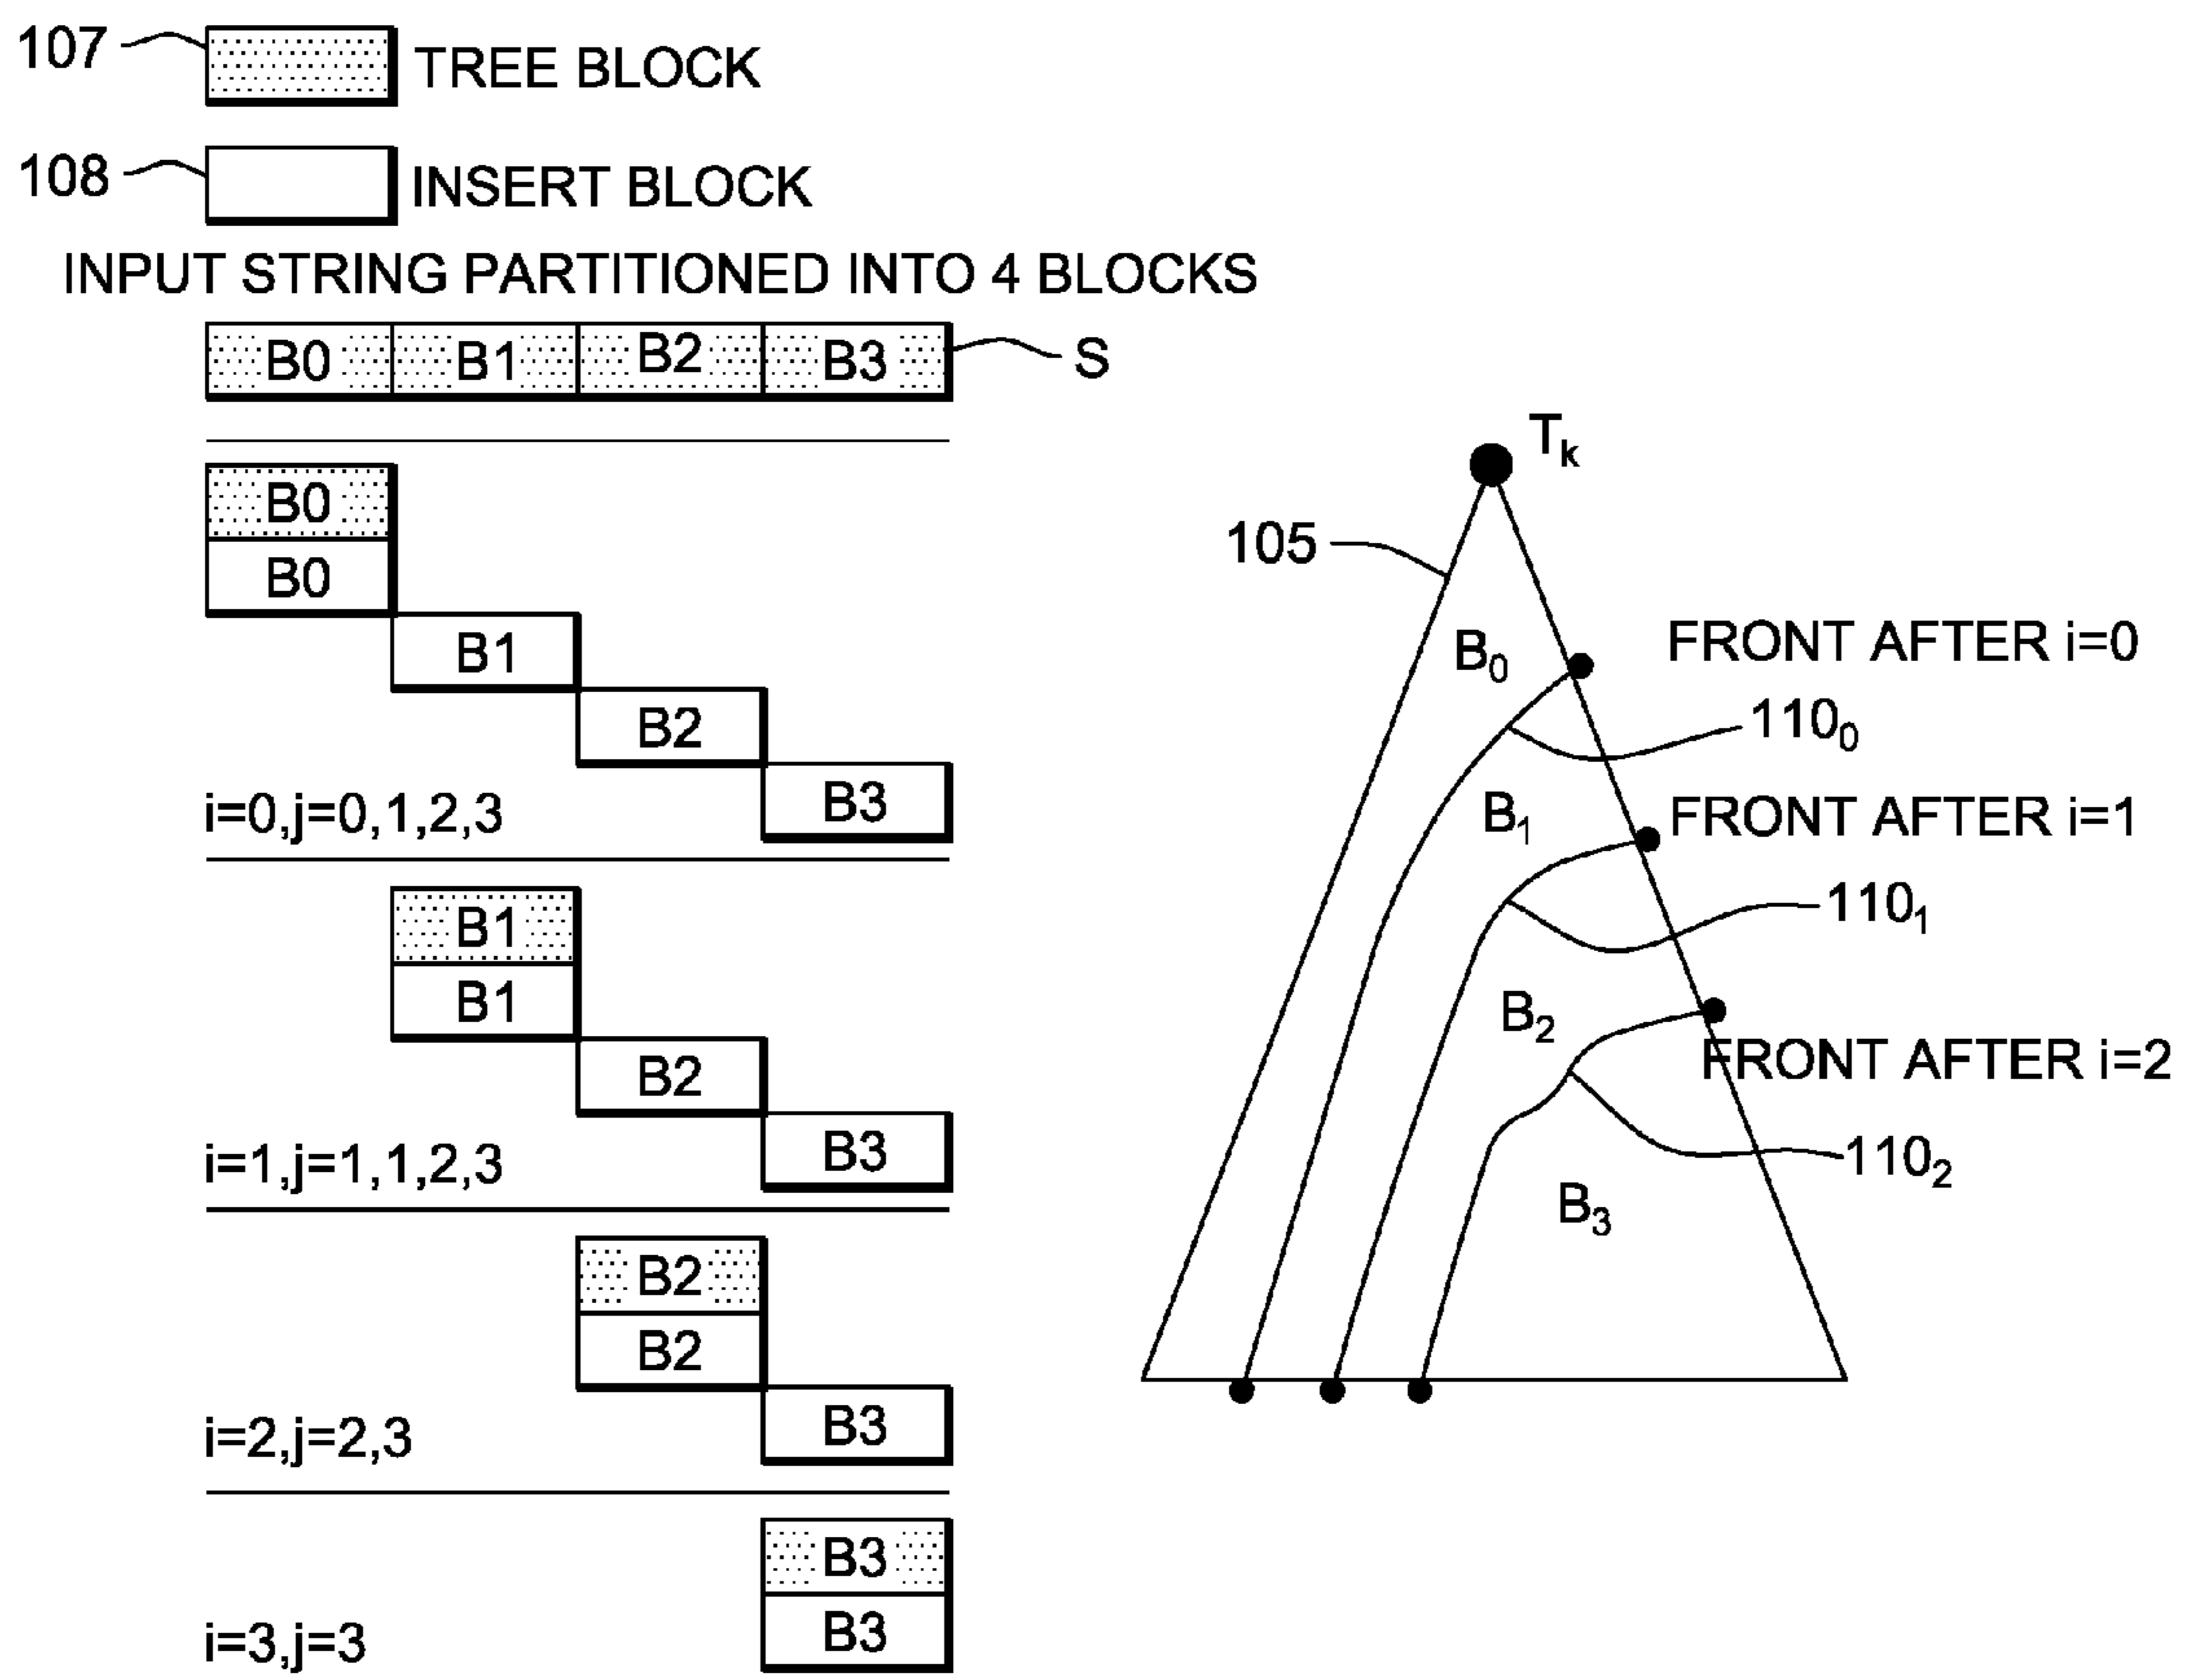 107 TREE BLOCK
108 INSERT BLOCK
INPUT STRING PARTITIONED INTO 4 BLOCKS
B0 B1 B2 B3 S
B0
B0
B1
B2
B3
i=0,j=0,1,2,3
B1
B1
B2
B3
i=1,j=1,1,2,3
B2
B2
B3
i=2,j=2,3
B3
B3
i=3,j=3
Tₖ
105
B₀
FRONT AFTER i=0
110₀
B₁
FRONT AFTER i=1
110₁
B₂
FRONT AFTER i=2
110₂
B₃